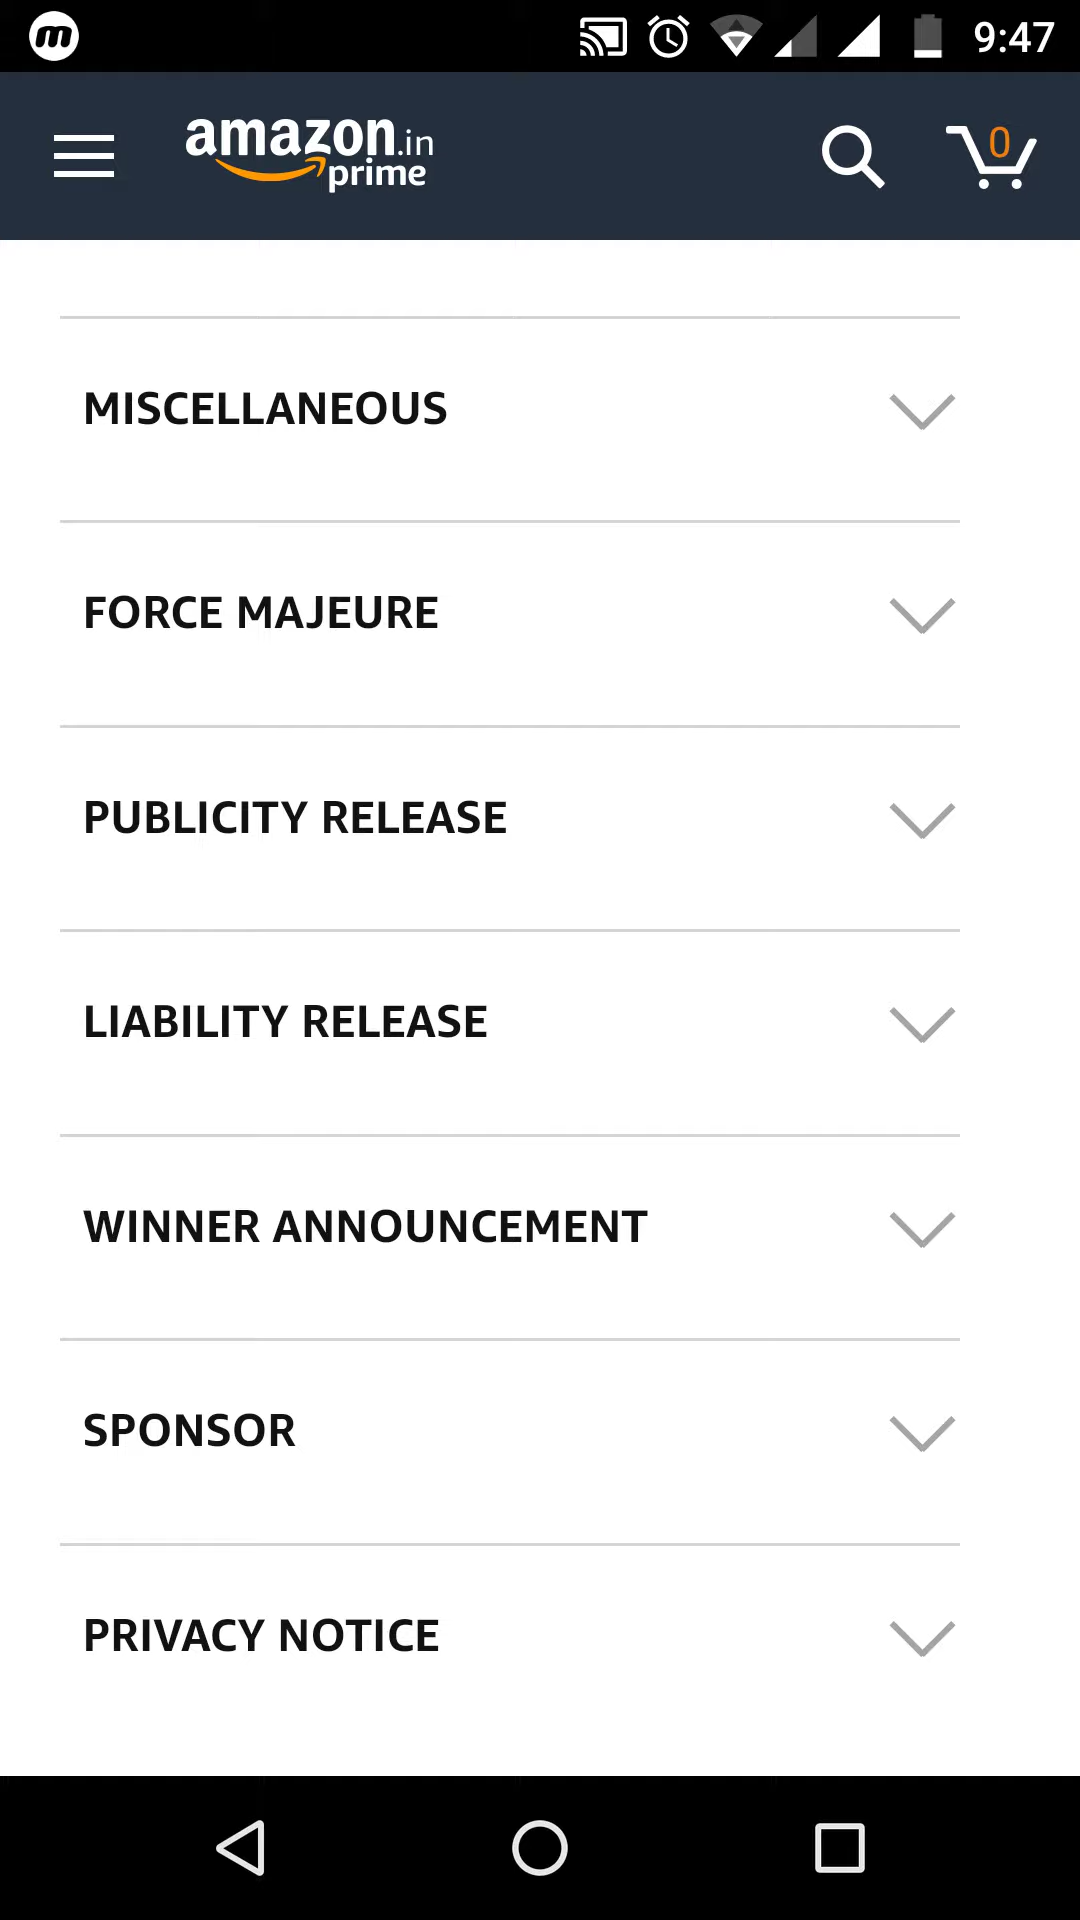 m 9:47
amazon.in
prime
0
MISCELLANEOUS
FORCE MAJEURE
PUBLICITY RELEASE
LIABILITY RELEASE
WINNER ANNOUNCEMENT
SPONSOR
PRIVACY NOTICE